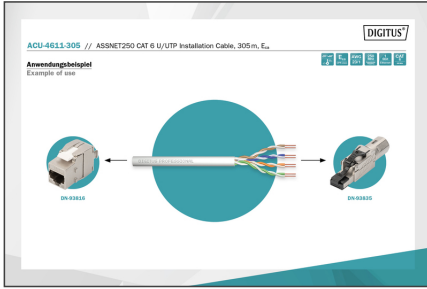 DIGITUS®
ACU-4611-305 // ASSNET250 CAT 6 U/UTP Installation Cable, 305 m, Eca
Anwendungsbeispiel
Example of use
DN-93616
DN-93635